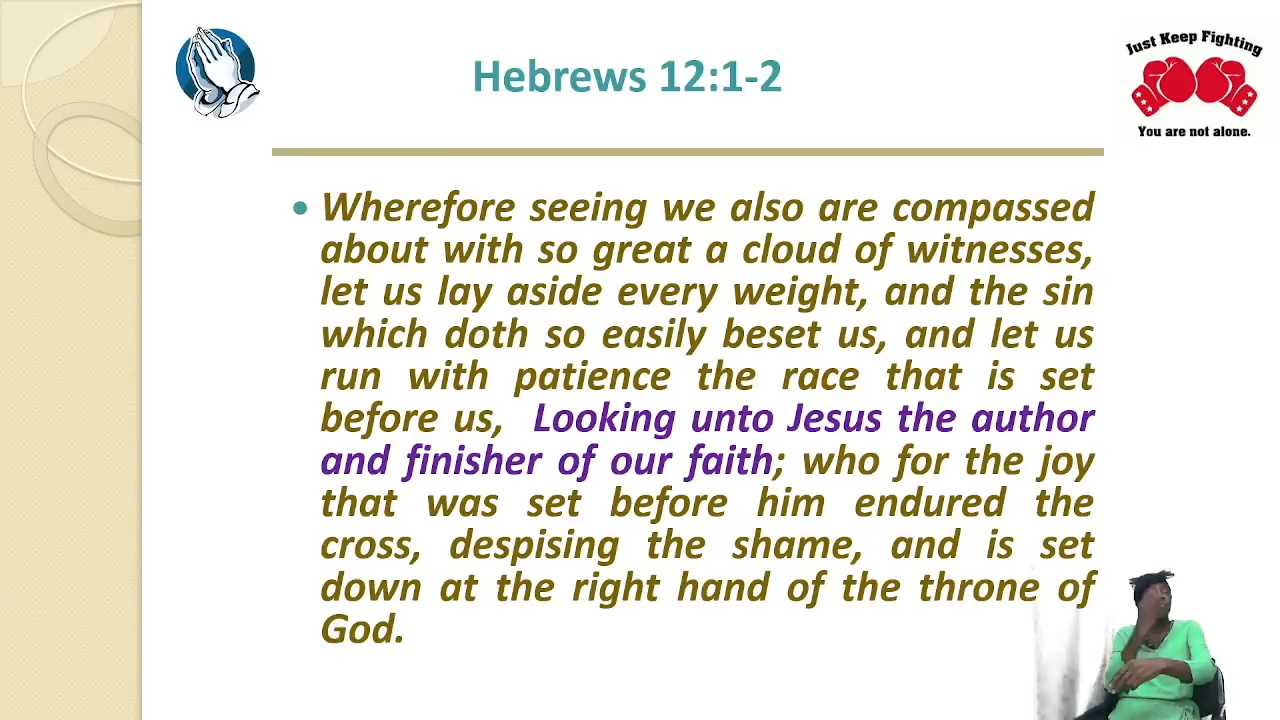 Hebrews 12:1-2
Just Keep Fighting
You are not alone.
• Wherefore seeing we also are compassed
about with so great a cloud of witnesses,
let us lay aside every weight, and the sin
which doth so easily beset us, and let us
run with patience the race that is set
before us, Looking unto Jesus the author
and finisher of our faith; who for the joy
that was set before him endured the
cross, despising the shame, and is set
down at the right hand of the throne of
God.